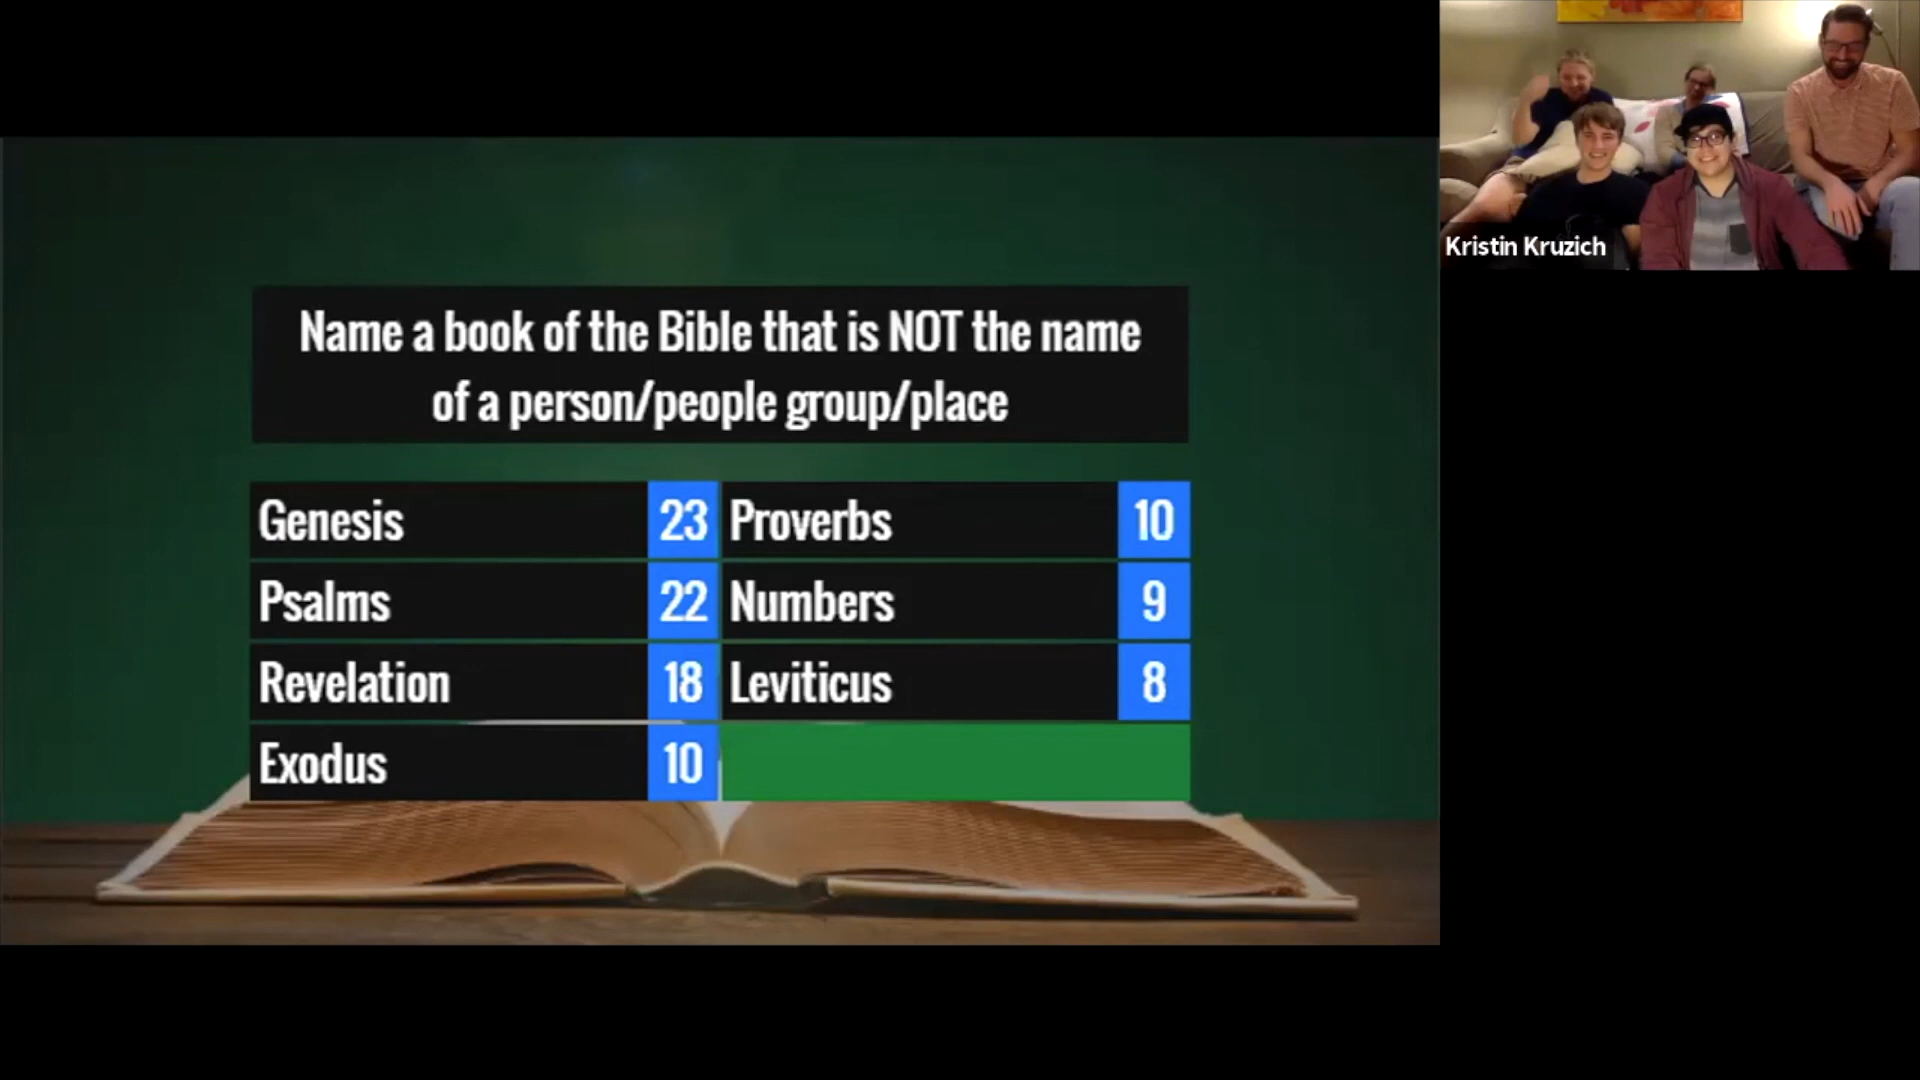 Name a book of the Bible that is NOT the name
of a person/people group/place
Genesis 23
Proverbs 10
Psalms 22
Numbers 9
Revelation 18
Leviticus 8
Exodus 10
Kristin Kruzich